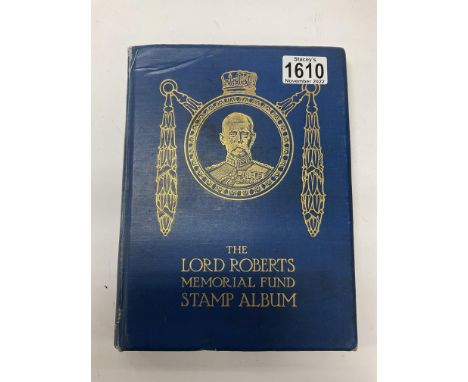 Stacey's
1610
November 2022
THE
LORD ROBERTS
MEMORIAL FUND
STAMP ALBUM